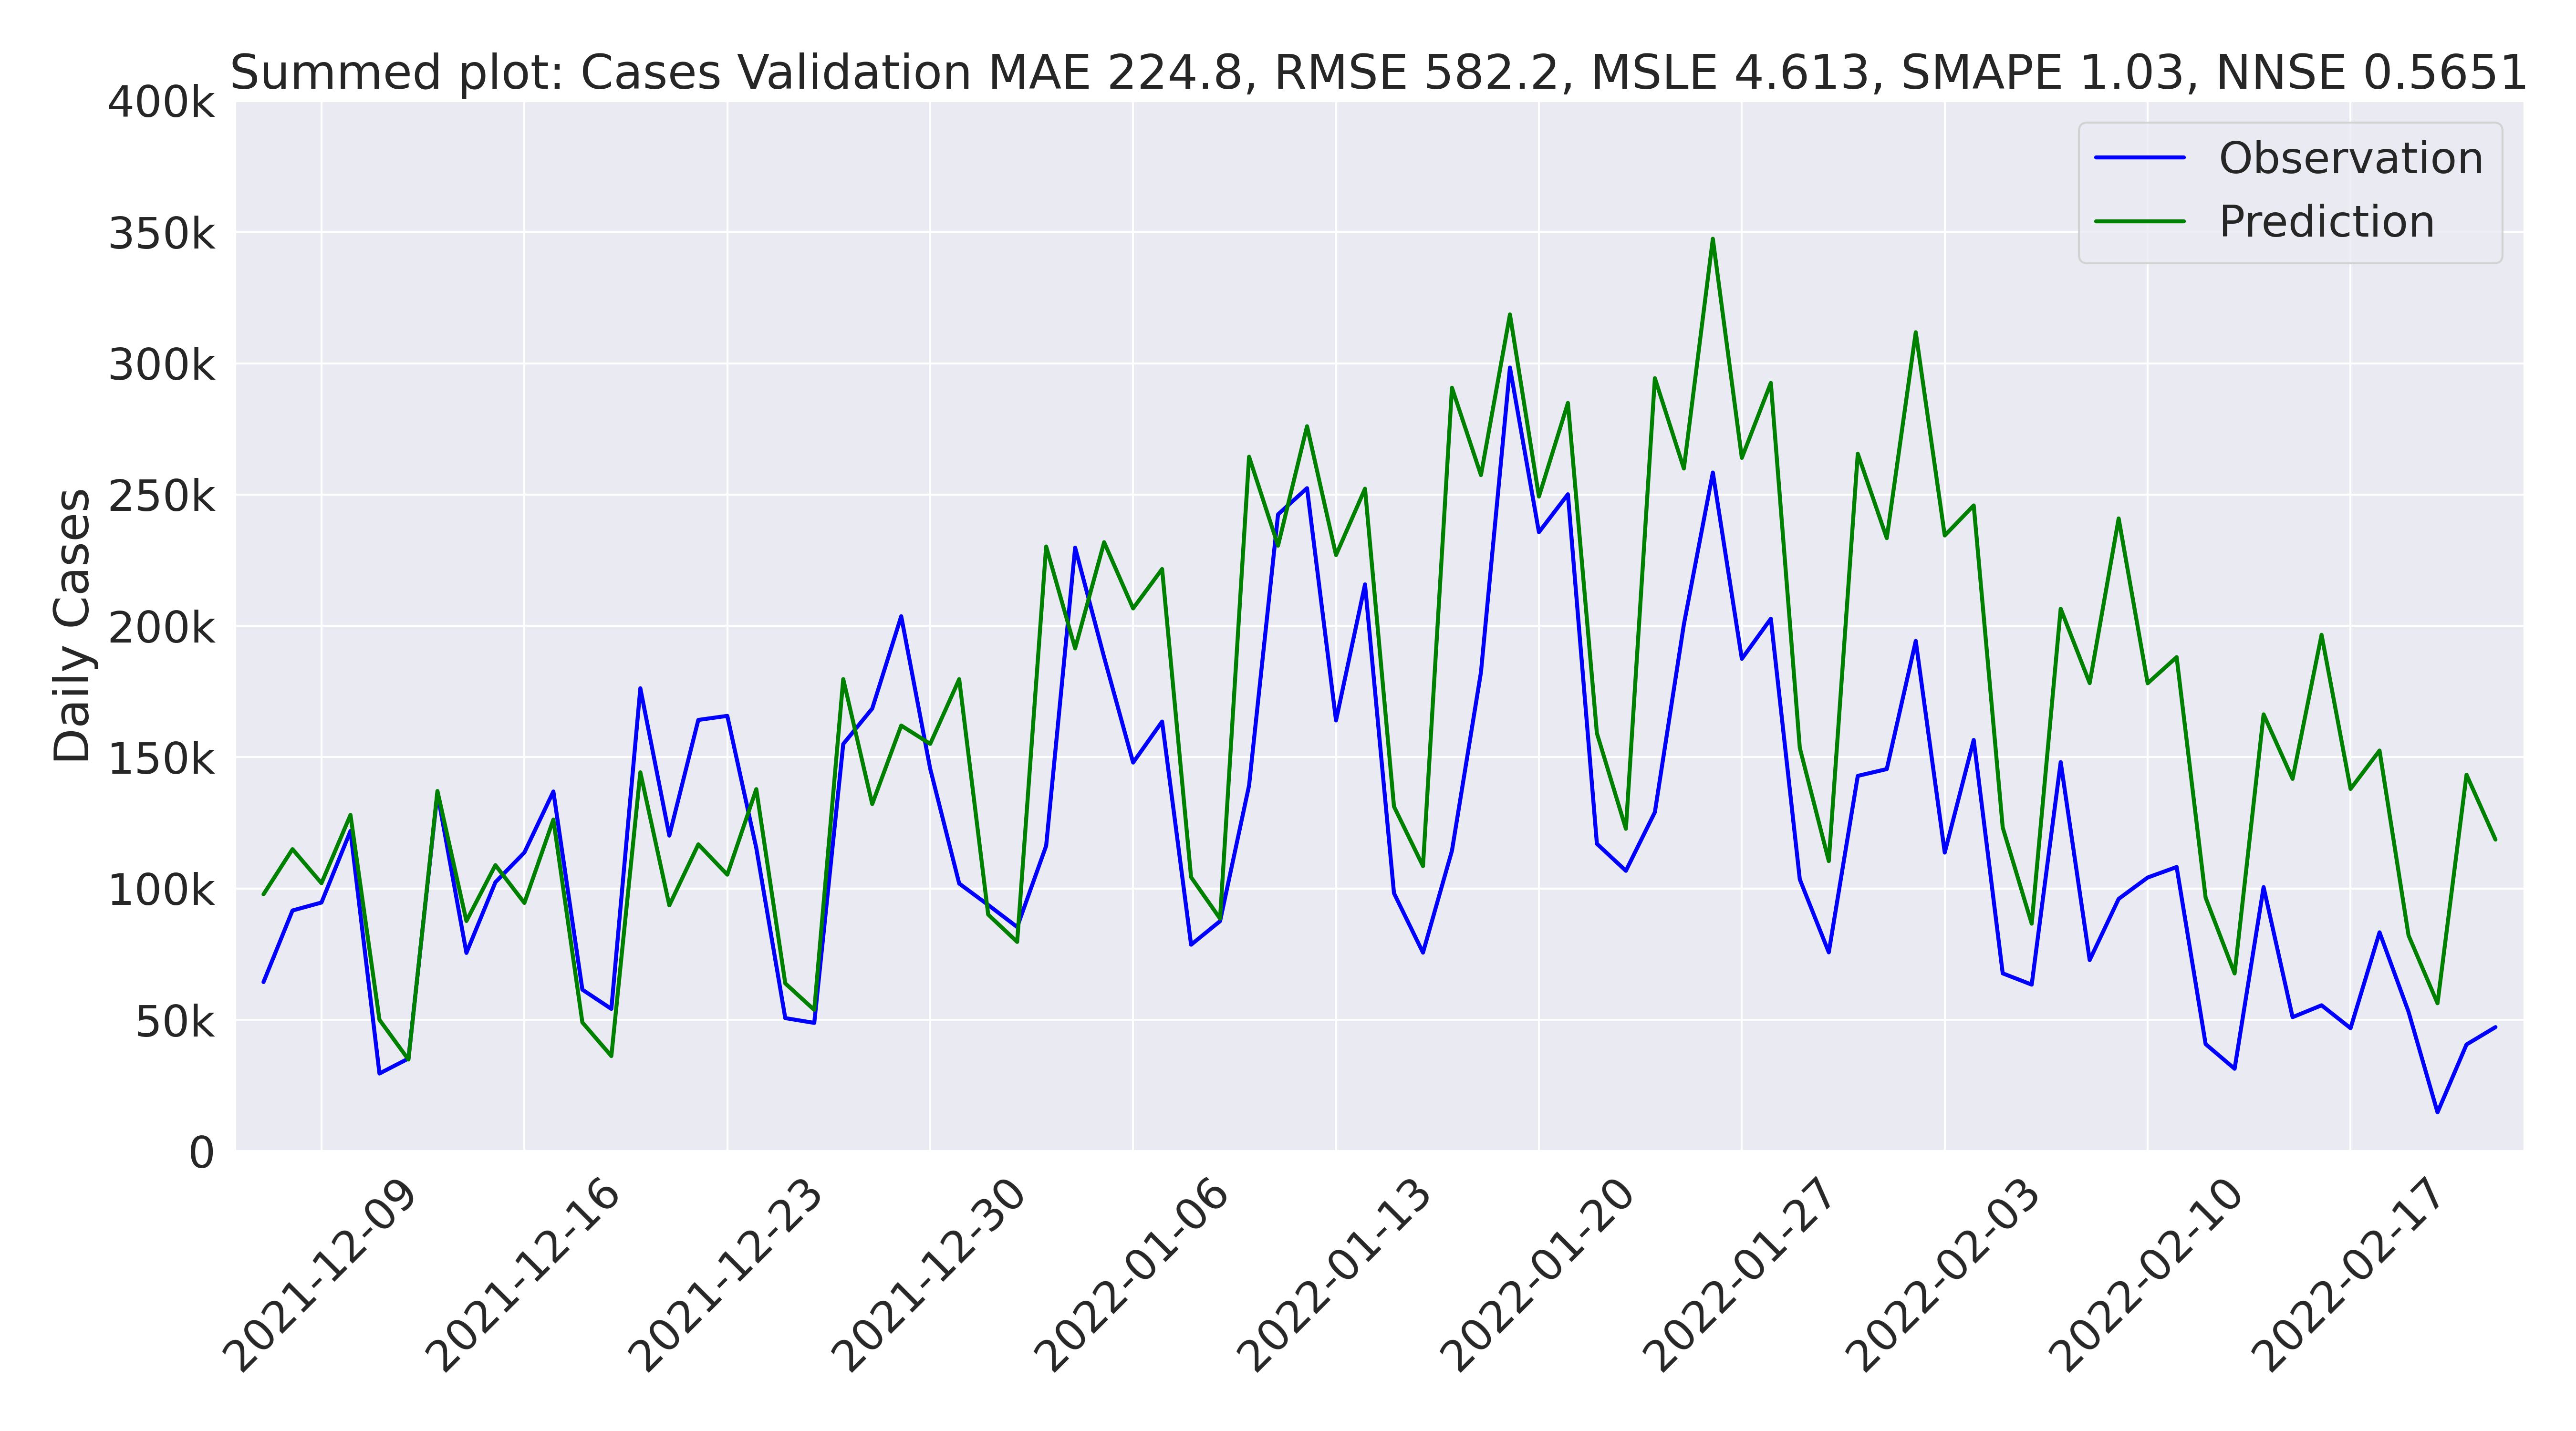 Summed plot: Cases Validation MAE 224.8, RMSE 582.2, MSLE 4.613, SMAPE 1.03, NNSE 0.5651
400k
350k
300k
250k
200k
150k
100k
50k
0
Daily Cases
Observation
Prediction
2021-12-09
2021-12-16
2021-12-23
2021-12-30
2022-01-06
2022-01-13
2022-01-20
2022-01-27
2022-02-03
2022-02-10
2022-02-17